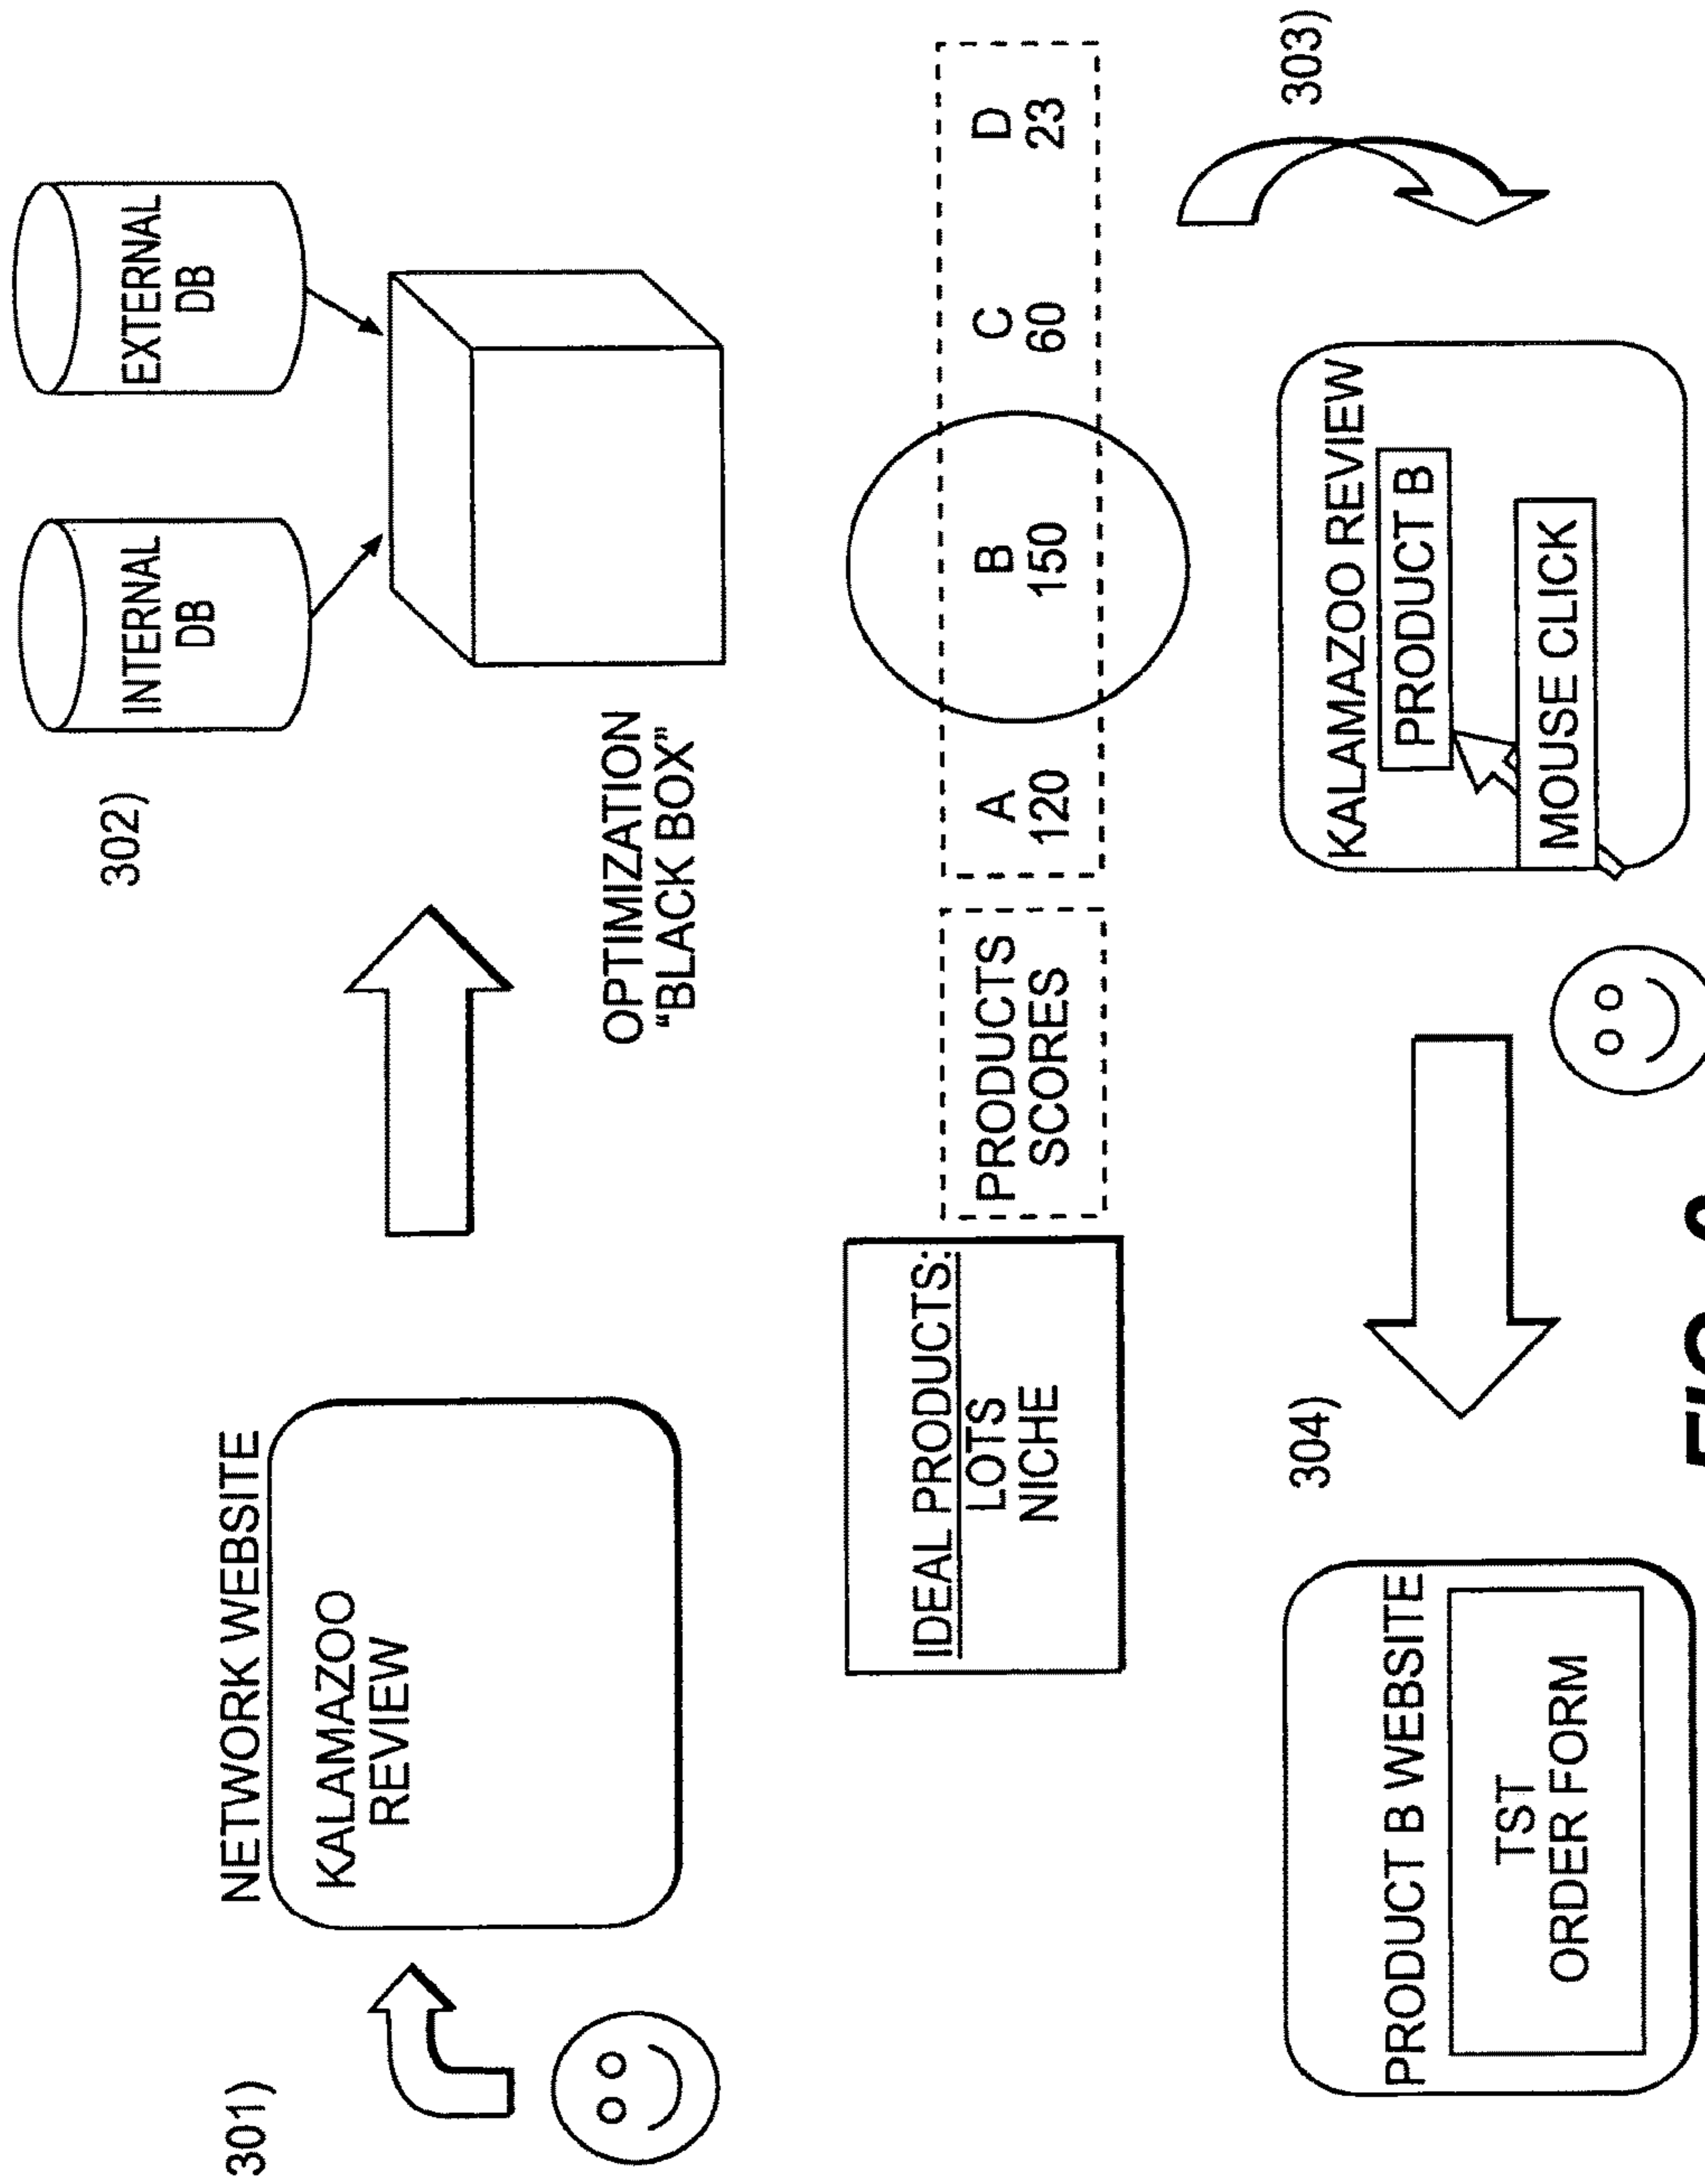 301)
NETWORK WEBSITE
KALAMAZOO
REVIEW
302)
INTERNAL
DB
EXTERNAL
DB
OPTIMIZATION
“BLACK BOX”
IDEAL PRODUCTS:
LOTS
NICHE
PRODUCTS
SCORES
A
120
B
150
C
60
D
23
303)
KALAMAZOO REVIEW
PRODUCT B
MOUSE CLICK
304)
PRODUCT B WEBSITE
TST
ORDER FORM
FIG.